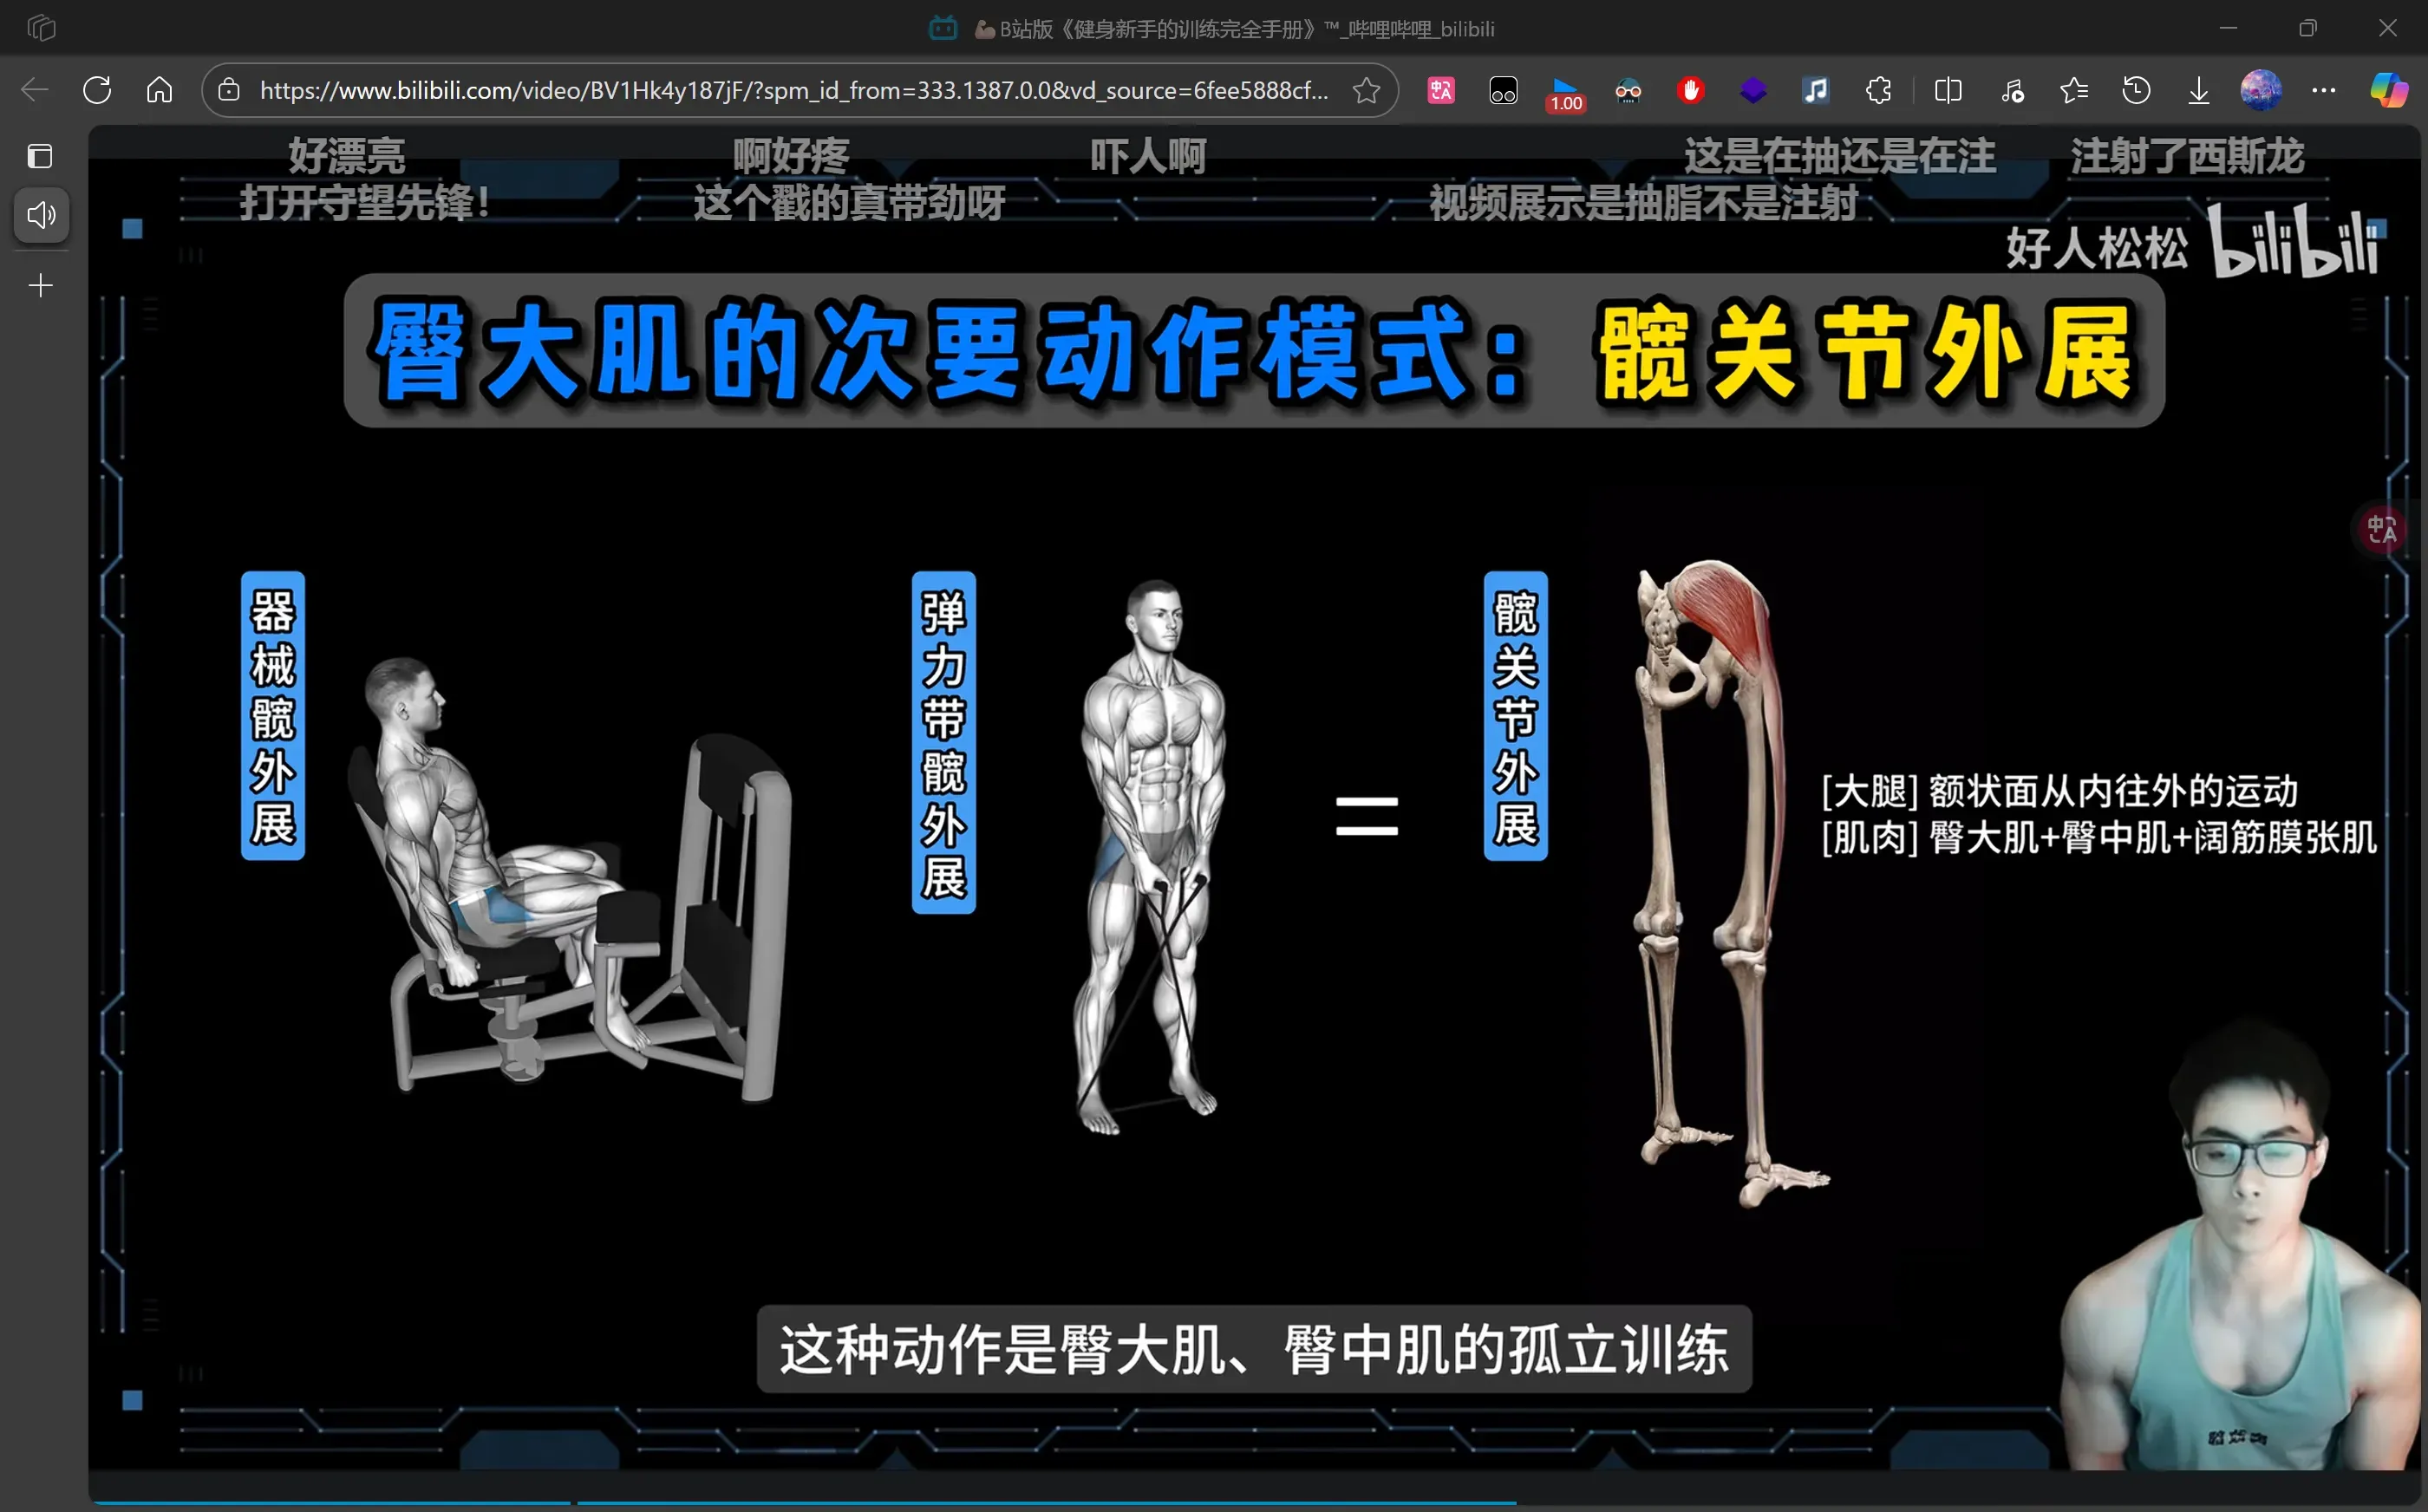 B站版《健身新手的训练完全手册》™_哔哩哔哩_bilibili
https://www.bilibili.com/video/BV1Hk4y187jF/?spm_id_from=333.1387.0.0&vd_source=6fee5888cf...
1.00
好漂亮
啊好疼
吓人啊
这是在抽还是在注
注射了西斯龙
打开守望先锋!
这个戳的真带劲呀
视频展示是抽脂不是注射
好人松松 bilibili
臀大肌的次要动作模式：髋关节外展
中A
器械髋外展
弹力带髋外展
=
髋关节外展
[大腿] 额状面从内往外的运动
[肌肉] 臀大肌+臀中肌+阔筋膜张肌
这种动作是臀大肌、臀中肌的孤立训练